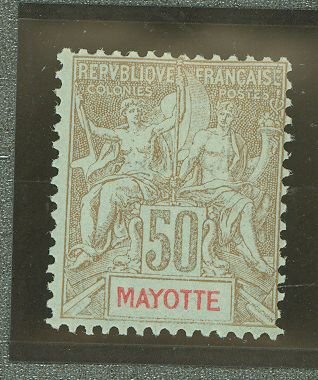 REPVBLIQVE FRANÇAISE
COLONIES POSTES
50
MAYOTTE